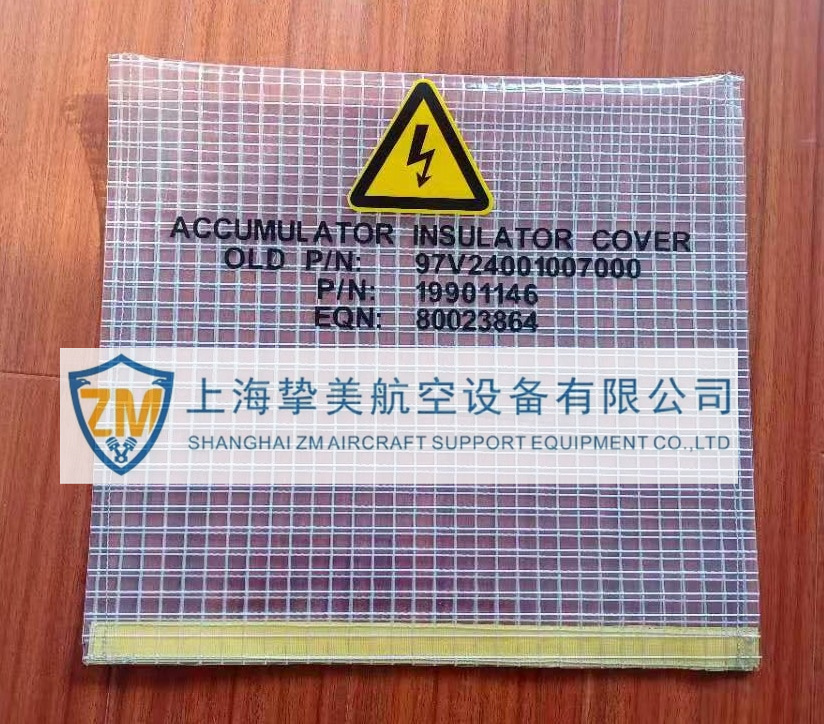 ACCUMULATOR INSULATOR COVER
OLD P/N: 97V24001007000
P/N: 19901146
EQN: 80023864
ZM
上海挚美航空设备有限公司
SHANGHAI ZM AIRCRAFT SUPPORT EQUIPMENT CO.,LTD